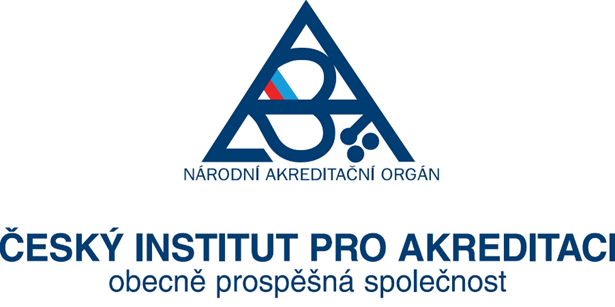 NÁRODNÍ AKREDITAČNÍ ORGÁN
ČESKÝ INSTITUT PRO AKREDITACI
obecně prospěšná společnost